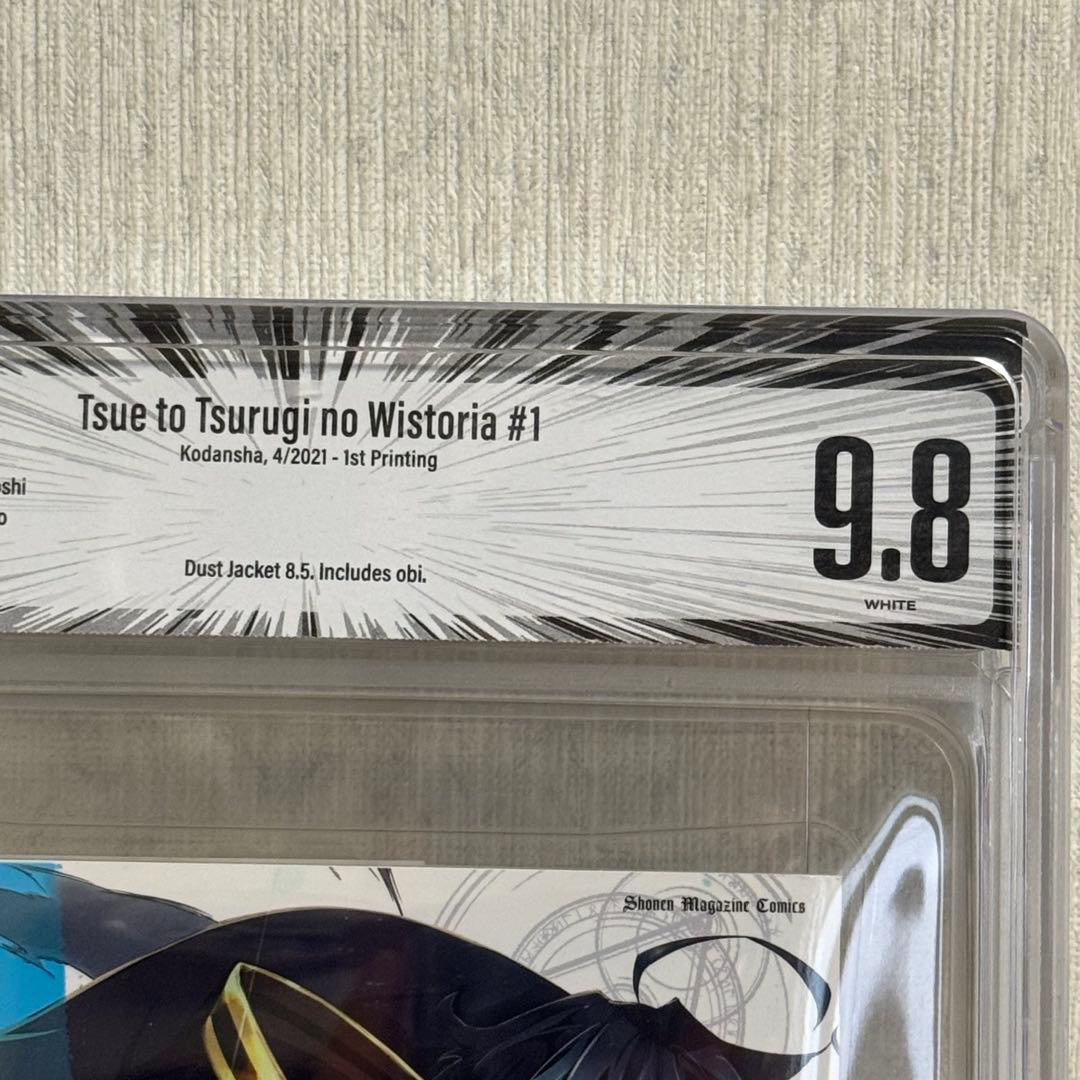 Tsue to Tsurugi no Wistoria #1
Kodansha, 4/2021 - 1st Printing
Dust Jacket 8.5. Includes obi.
9.8
WHITE
Shonen Magazine Comics